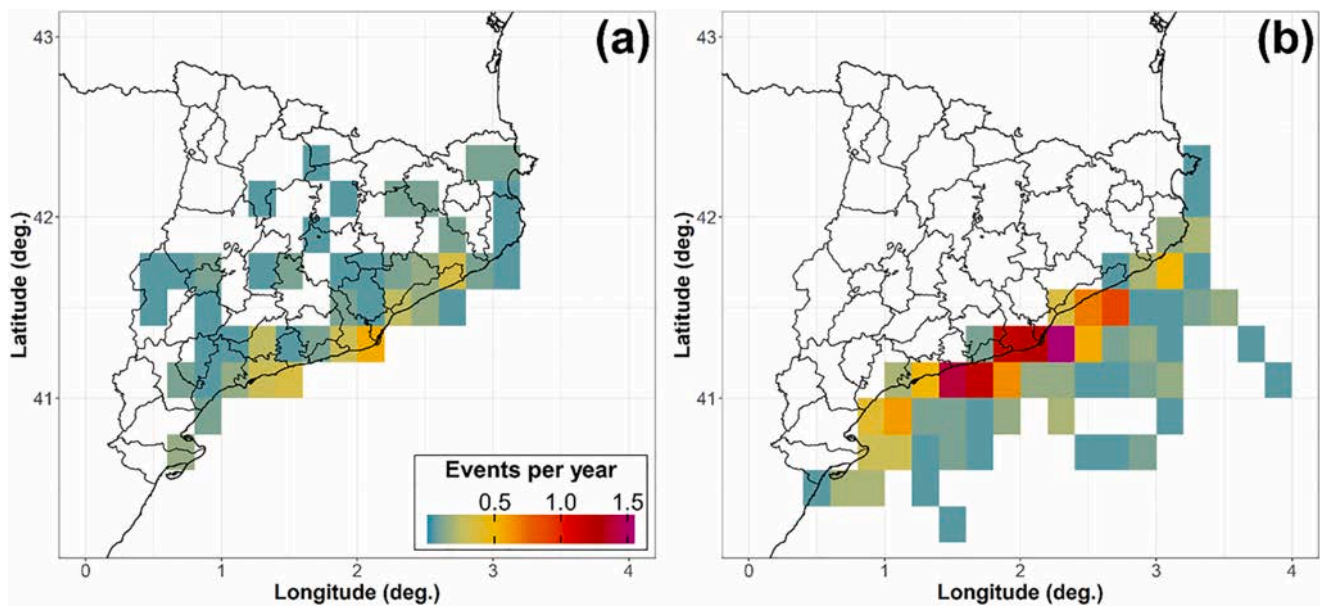 (a)
43
42
41
Latitude (deg.)
Events per year
0.5 1.0 1.5
0 1 2 3 4
Longitude (deg.)
(b)
43
42
41
Latitude (deg.)
0 1 2 3 4
Longitude (deg.)